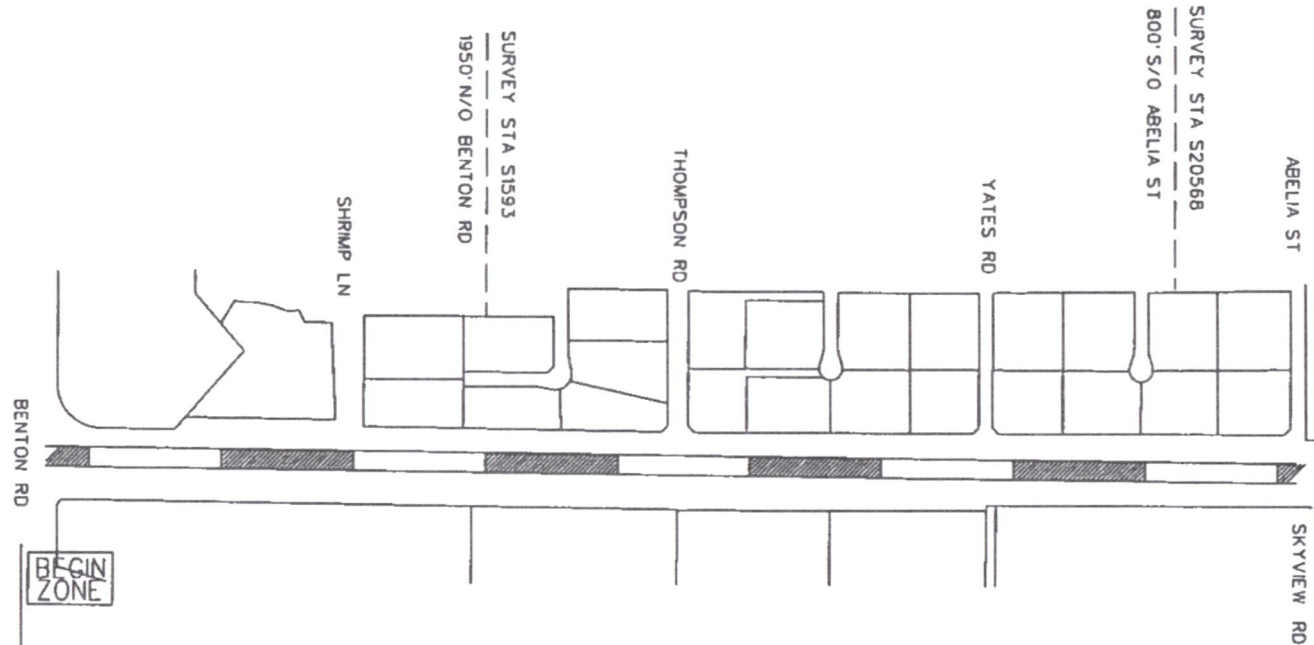 SURVEY STA S1593
1950' N/O BENTON RD
SURVEY STA S20568
800' S/O ABELIA ST
ABELIA ST
YATES RD
THOMPSON RD
SHRIMP LN
BENTON RD
SKYVIEW RD
BEGIN
ZONE